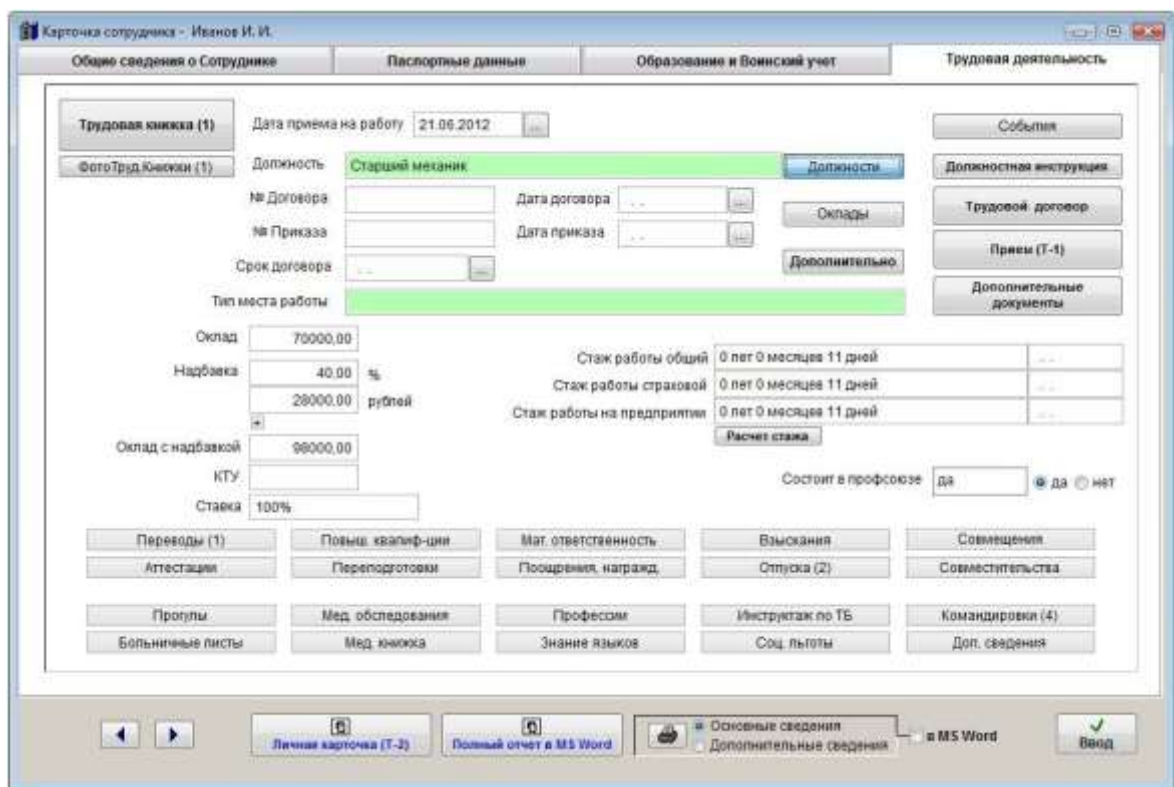 Карточка сотрудника - Иванов И. И.
Общие сведения о Сотруднике Паспортные данные Образование и Воинский учет Трудовая деятельность
Трудовая книжка (1) Дата приема на работу 21.06.2012 ... События
ФотоТруд.Книжки (1) Должность Старший механик Должности Должностная инструкция
№ Договора Дата договора . . ... Оклады Трудовой договор
№ Приказа Дата приказа . . ...
Срок договора . . ... Дополнительно Прием (Т-1)
Тип места работы Дополнительные документы
Оклад 70000,00
Надбавка 40,00 %
28000,00 рублей
+
Оклад с надбавкой 98000,00
КТУ
Ставка 100%
Стаж работы общий 0 лет 0 месяцев 11 дней . .
Стаж работы страховой 0 лет 0 месяцев 11 дней . .
Стаж работы на предприятии 0 лет 0 месяцев 11 дней . .
Расчет стажа
Состоит в профсоюзе да да нет
Переводы (1) Повыш. квалиф-ции Мат. ответственность Взыскания Совмещения
Аттестации Переподготовки Поощрения, награжд. Отпуска (2) Совместительства
Прогулы Мед. обследования Профессии Инструктаж по ТБ Командировки (4)
Больничные листы Мед. книжка Знание языков Соц. льготы Доп. сведения
Личная карточка (Т-2) Полный отчет в MS Word Основные сведения в MS Word Ввод
Дополнительные сведения